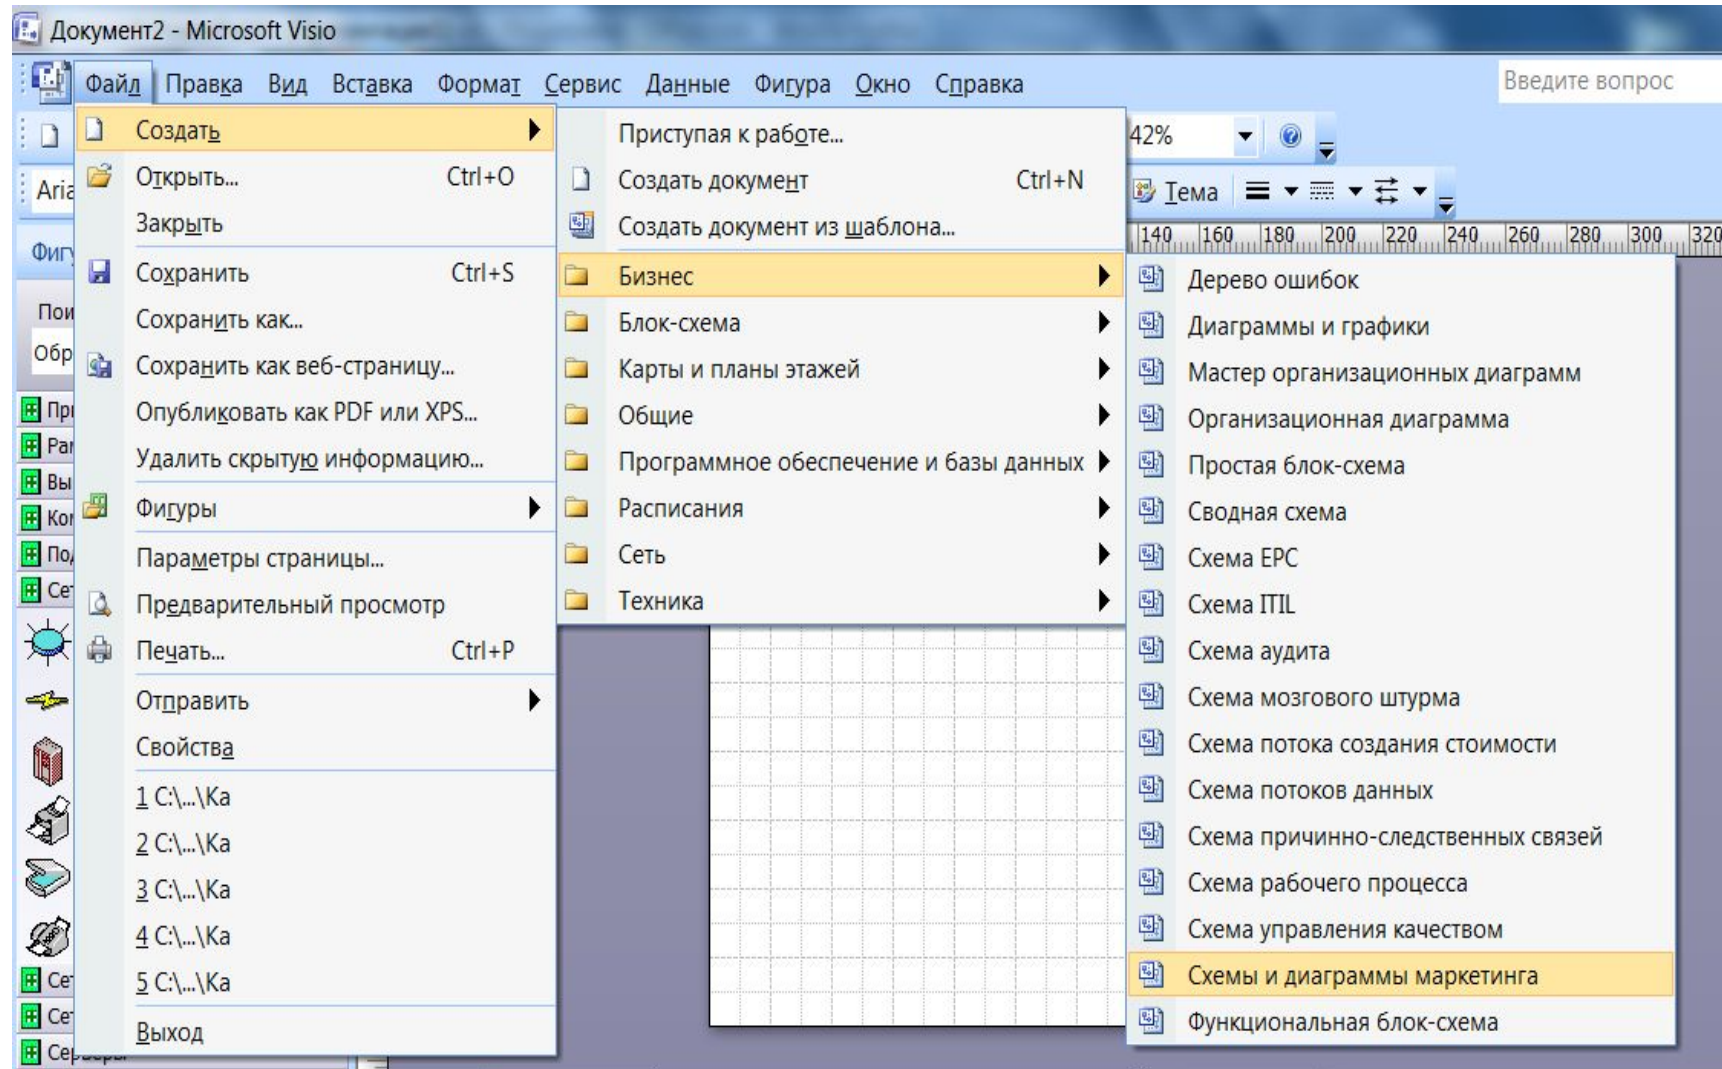 Документ2 - Microsoft Visio
Файл Правка Вид Вставка Формат Сервис Данные Фигура Окно Справка
Введите вопрос
Создать
Открыть... Ctrl+O
Закрыть
Сохранить Ctrl+S
Сохранить как...
Сохранить как веб-страницу...
Опубликовать как PDF или XPS...
Удалить скрытую информацию...
Фигуры
Параметры страницы...
Предварительный просмотр
Печать... Ctrl+P
Отправить
Свойства
1 C:\...\Ка
2 C:\...\Ка
3 C:\...\Ка
4 C:\...\Ка
5 C:\...\Ка
Выход
Приступая к работе...
Создать документ Ctrl+N
Создать документ из шаблона...
Бизнес
Блок-схема
Карты и планы этажей
Общие
Программное обеспечение и базы данных
Расписания
Сеть
Техника
42%
Тема
140 160 180 200 220 240 260 280 300 320
Дерево ошибок
Диаграммы и графики
Мастер организационных диаграмм
Организационная диаграмма
Простая блок-схема
Сводная схема
Схема EPC
Схема ITIL
Схема аудита
Схема мозгового штурма
Схема потока создания стоимости
Схема потоков данных
Схема причинно-следственных связей
Схема рабочего процесса
Схема управления качеством
Схемы и диаграммы маркетинга
Функциональная блок-схема